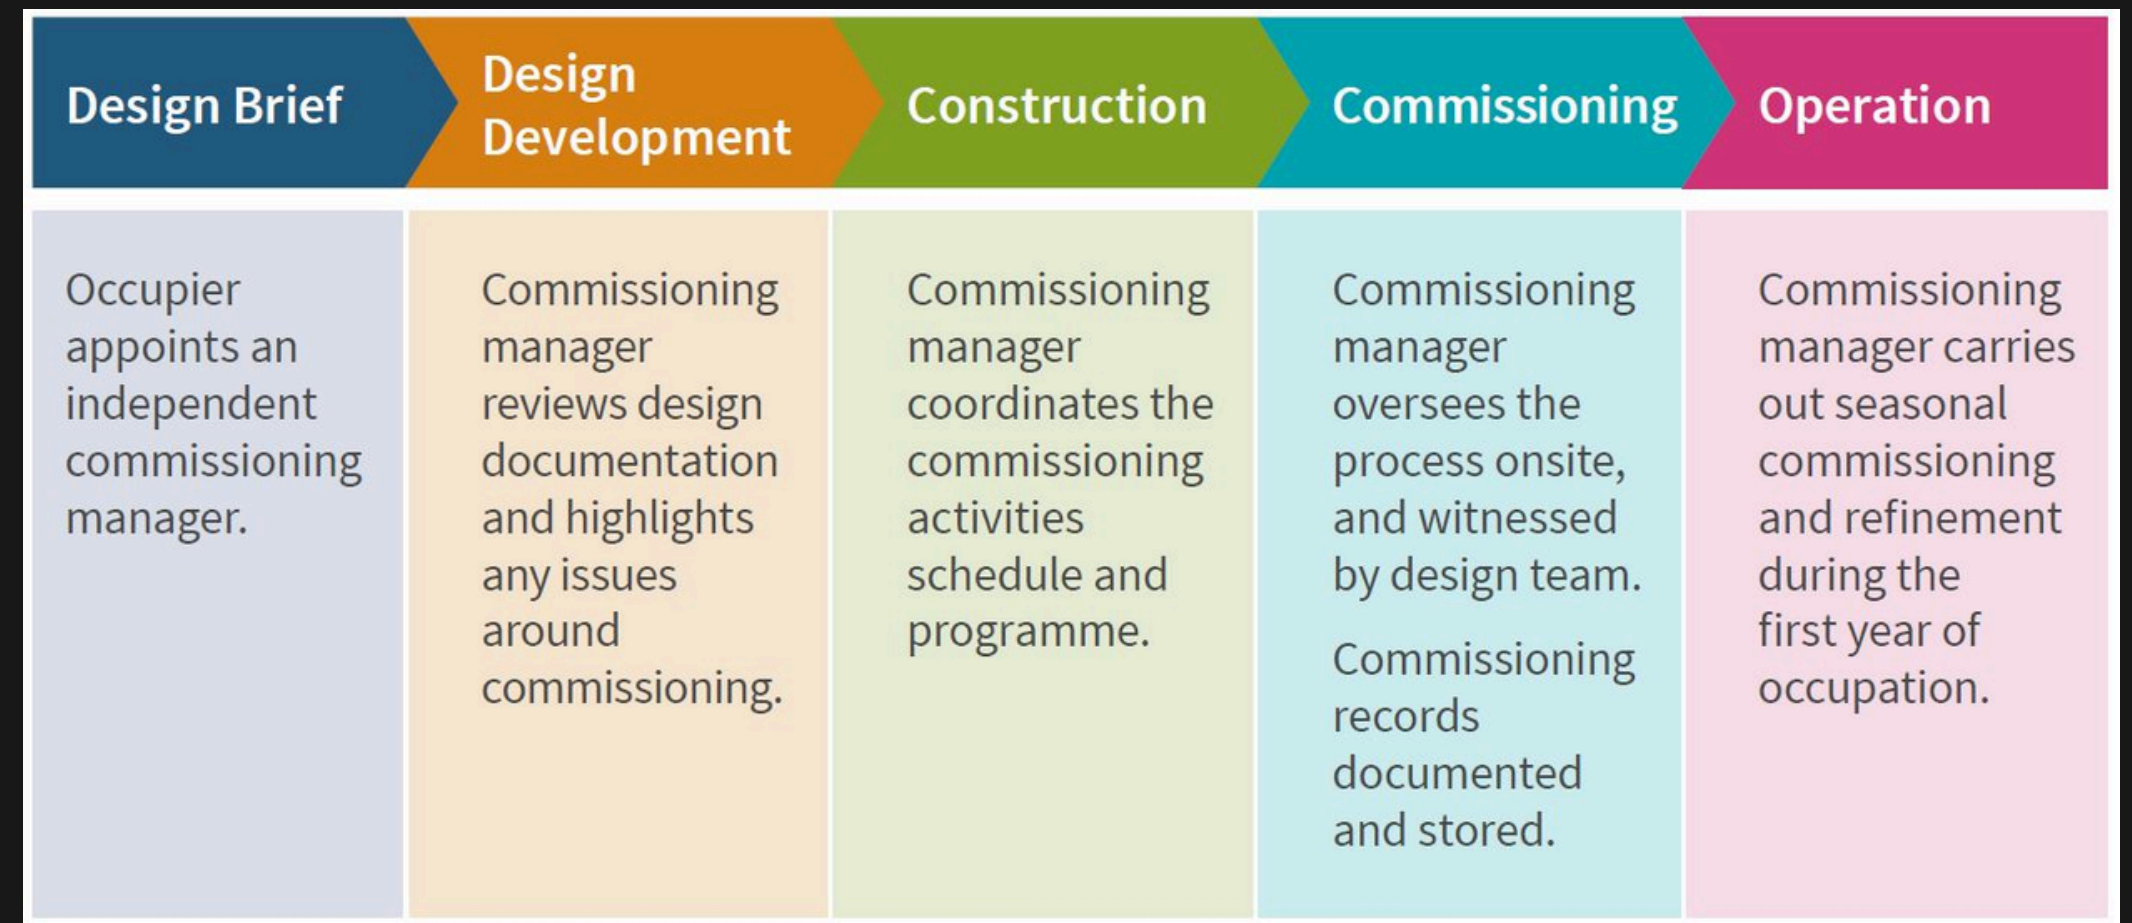 Design Brief
Design
Development
Construction
Commissioning
Operation
Occupier
appoints an
independent
commissioning
manager.
Commissioning
manager
reviews design
documentation
and highlights
any issues
around
commissioning.
Commissioning
manager
coordinates the
commissioning
activities
schedule and
programme.
Commissioning
manager
oversees the
process onsite,
and witnessed
by design team.
Commissioning
records
documented
and stored.
Commissioning
manager carries
out seasonal
commissioning
and refinement
during the
first year of
occupation.